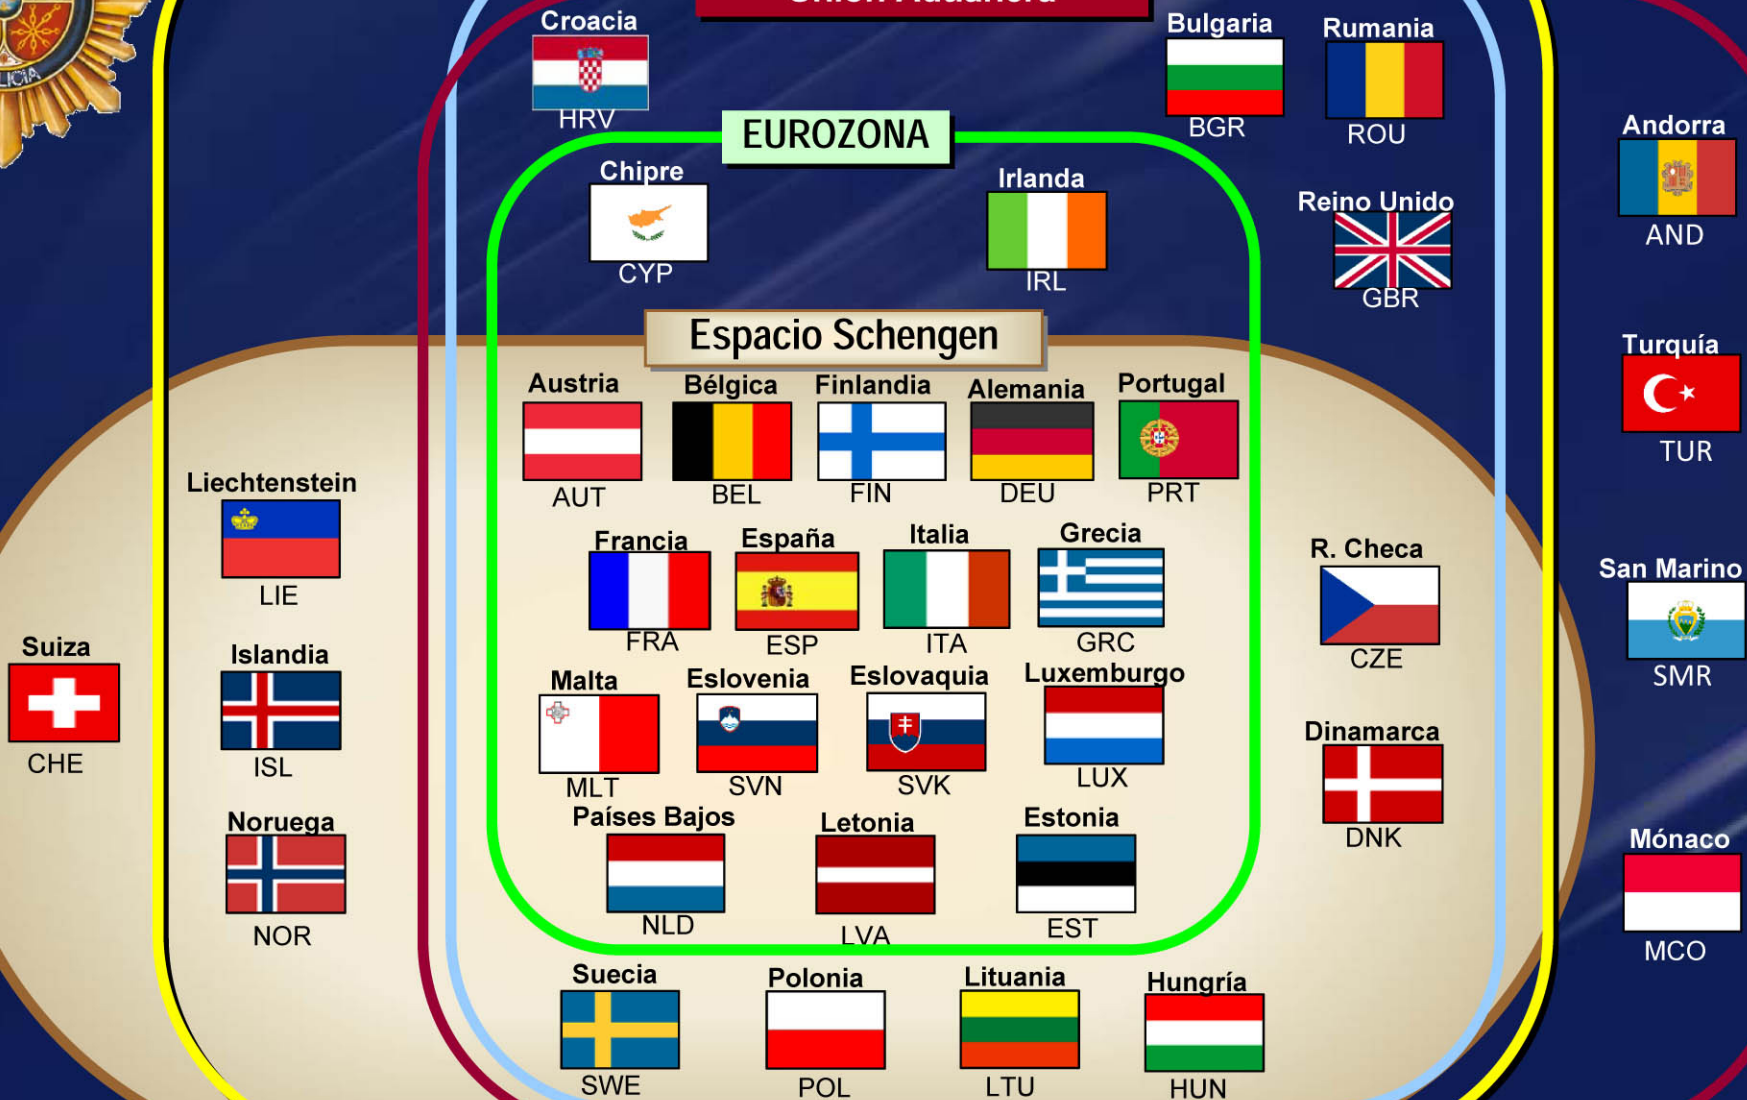 Unión Aduanera
Croacia
HRV
Bulgaria
BGR
Rumania
ROU
LICIA
EUROZONA
Andorra
AND
Chipre
CYP
Irlanda
IRL
Reino Unido
GBR
Espacio Schengen
Turquía
TUR
Austria
AUT
Bélgica
BEL
Finlandia
FIN
Alemania
DEU
Portugal
PRT
Liechtenstein
LIE
Francia
FRA
España
ESP
Italia
ITA
Grecia
GRC
R. Checa
CZE
San Marino
SMR
Suiza
CHE
Islandia
ISL
Malta
MLT
Eslovenia
SVN
Eslovaquia
SVK
Luxemburgo
LUX
Dinamarca
DNK
Noruega
NOR
Países Bajos
NLD
Letonia
LVA
Estonia
EST
Mónaco
MCO
Suecia
SWE
Polonia
POL
Lituania
LTU
Hungría
HUN